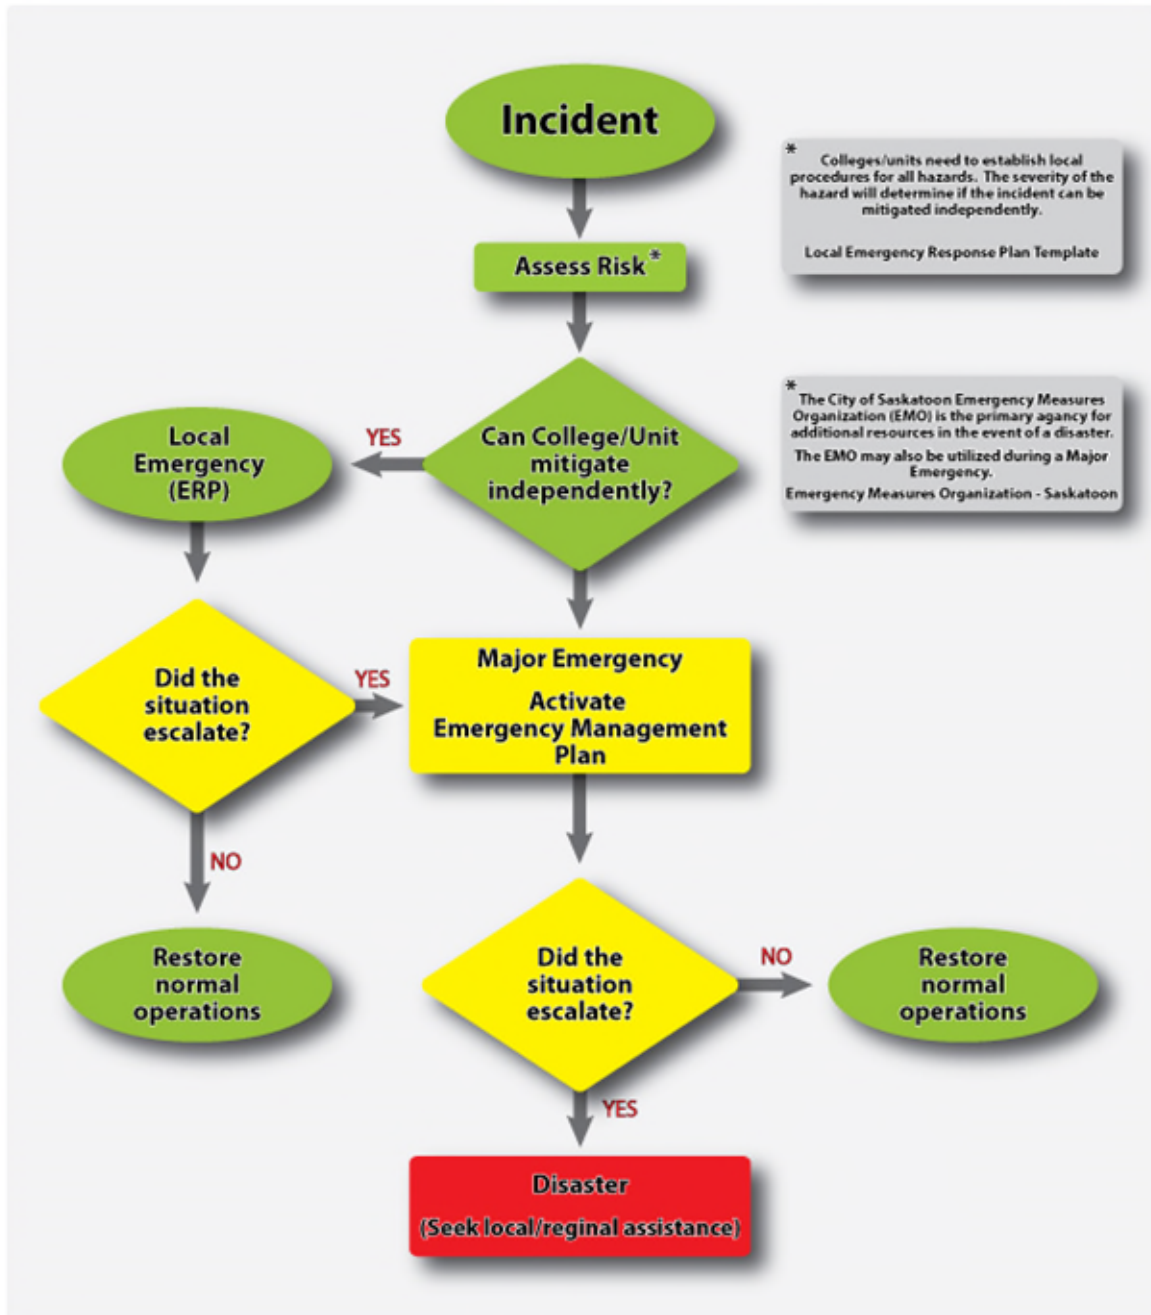 Incident
*
Colleges/units need to establish local
procedures for all hazards. The severity of the
hazard will determine if the incident can be
mitigated independently.
Local Emergency Response Plan Template
Assess Risk*
*
The City of Saskatoon Emergency Measures
Organization (EMO) is the primary agancy for
additional resources in the event of a disaster.
The EMO may also be utilized during a Major
Emergency.
Emergency Measures Organization - Saskatoon
Can College/Unit
mitigate
independently?
YES
Local
Emergency
(ERP)
Did the
situation
escalate?
YES
Major Emergency
Activate
Emergency Management
Plan
NO
Restore
normal
operations
Did the
situation
escalate?
NO
Restore
normal
operations
YES
Disaster
(Seek local/reginal assistance)